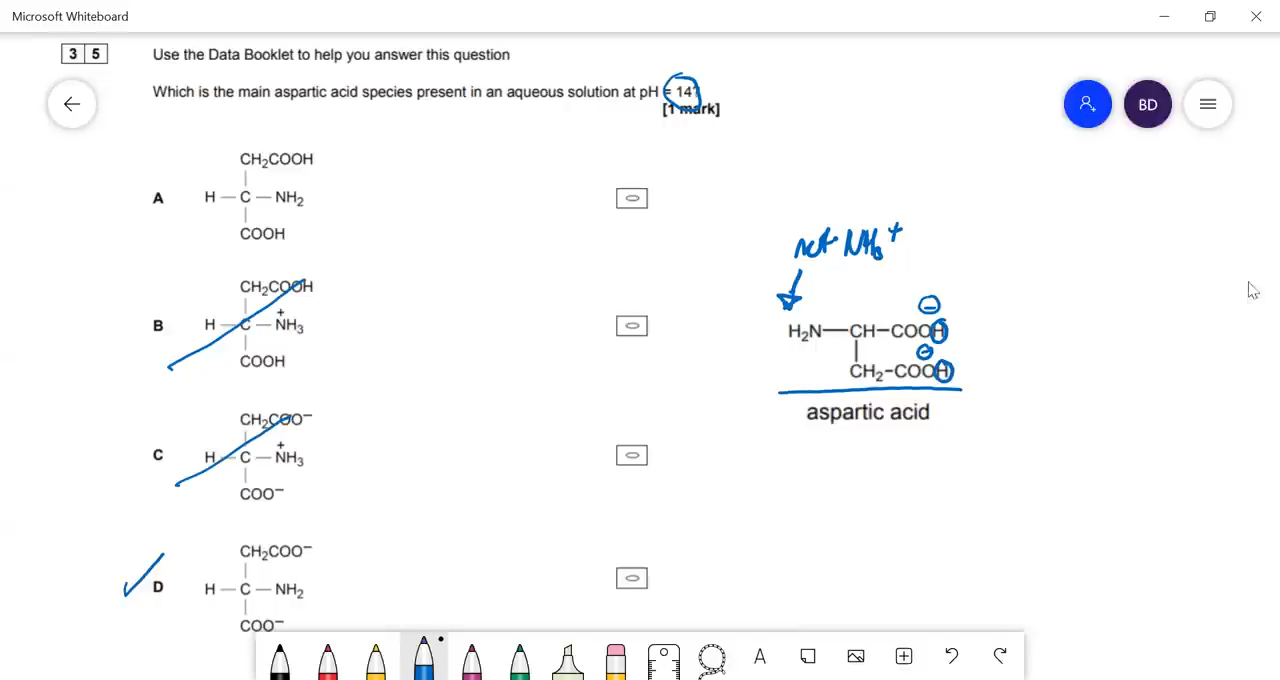 Microsoft Whiteboard
3 5 Use the Data Booklet to help you answer this question
Which is the main aspartic acid species present in an aqueous solution at pH = 14?
[1 mark]
BD
CH₂COOH
A H — C — NH₂
COOH
CH₂COOH
+
B H — C — NH₃
COOH
CH₂COO⁻
+
C H — C — NH₃
COO⁻
CH₂COO⁻
D H — C — NH₂
COO⁻
not NH₃⁺
⊖
H₂N—CH–COOH
⊖
CH₂–COOH
aspartic acid
A